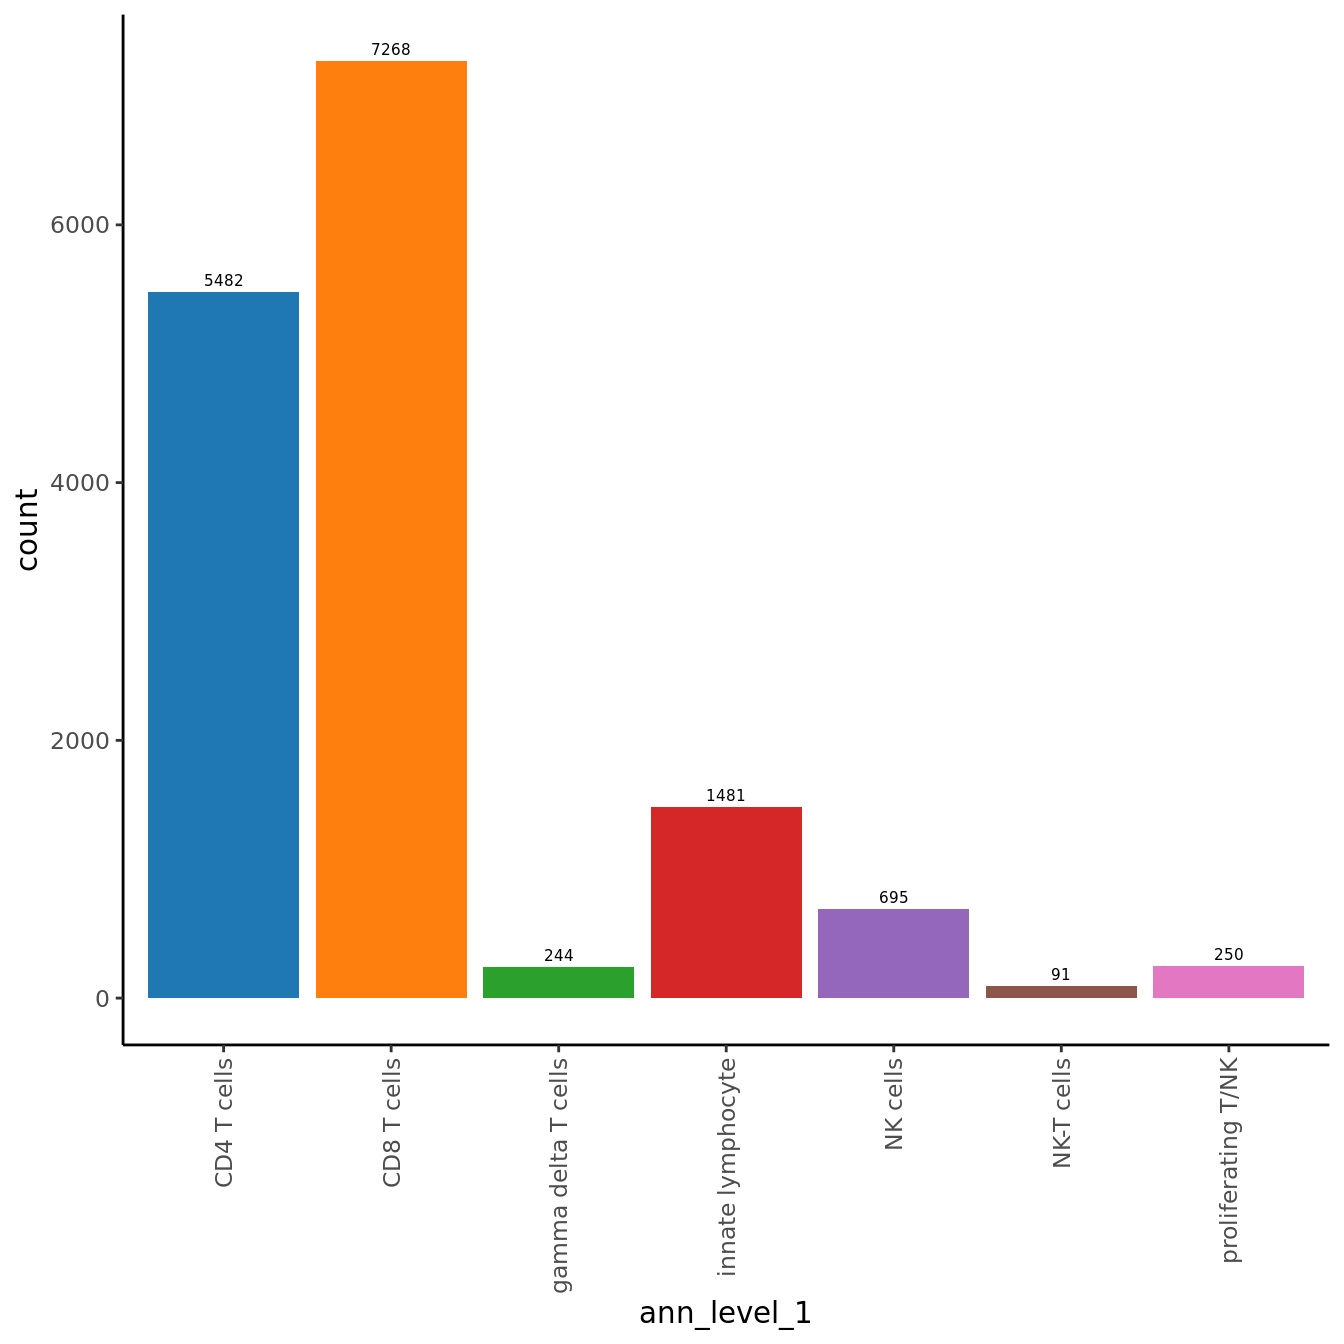 7268
5482
1481
695
244
91
250
6000
4000
2000
0
count
CD4 T cells
CD8 T cells
gamma delta T cells
innate lymphocyte
NK cells
NK-T cells
proliferating T/NK
ann_level_1